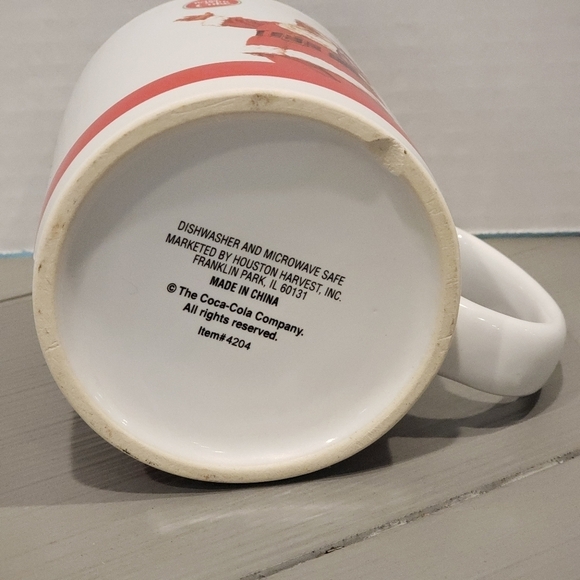 DISHWASHER AND MICROWAVE SAFE
MARKETED BY HOUSTON HARVEST, INC.
FRANKLIN PARK, IL 60131
MADE IN CHINA
© The Coca-Cola Company.
All rights reserved.
Item#4204